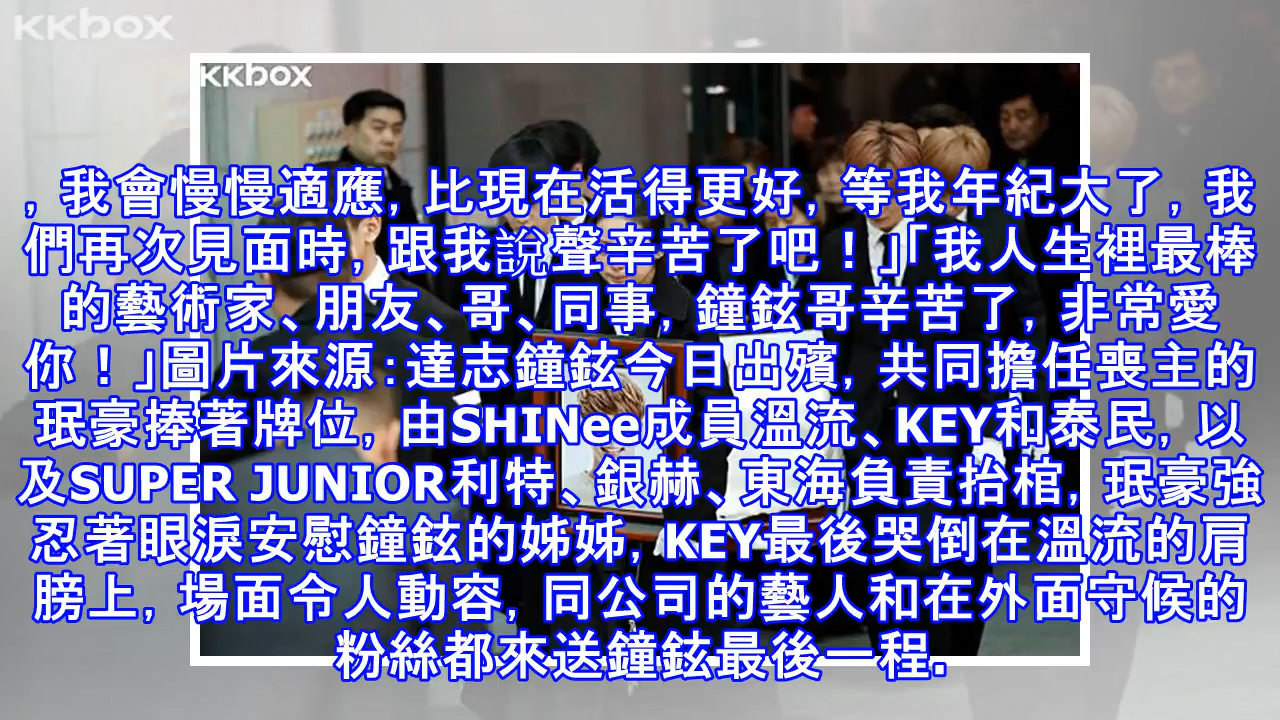 KKBOX
KKBOX
, 我會慢慢適應, 比現在活得更好, 等我年紀大了, 我
們再次見面時, 跟我說聲辛苦了吧！」「我人生裡最棒
的藝術家、朋友、哥、同事, 鐘鉉哥辛苦了, 非常愛
你！」圖片來源:達志鐘鉉今日出殯, 共同擔任喪主的
珉豪捧著牌位, 由SHINee成員溫流、KEY和泰民, 以
及SUPER JUNIOR利特、銀赫、東海負責抬棺, 珉豪強
忍著眼淚安慰鐘鉉的姊姊, KEY最後哭倒在溫流的肩
膀上, 場面令人動容, 同公司的藝人和在外面守候的
粉絲都來送鐘鉉最後一程.